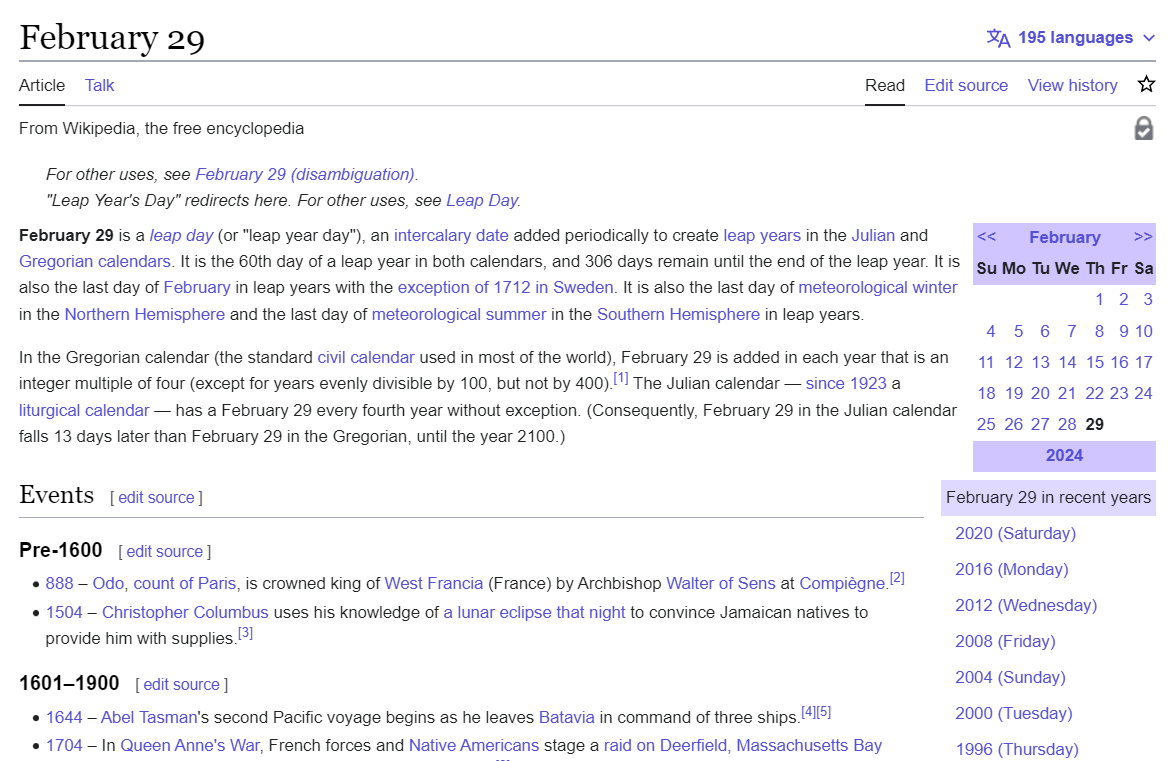 February 29
195 languages
Article Talk Read Edit source View history
From Wikipedia, the free encyclopedia
For other uses, see February 29 (disambiguation).
"Leap Year's Day" redirects here. For other uses, see Leap Day.
February 29 is a leap day (or "leap year day"), an intercalary date added periodically to create leap years in the Julian and
Gregorian calendars. It is the 60th day of a leap year in both calendars, and 306 days remain until the end of the leap year. It is
also the last day of February in leap years with the exception of 1712 in Sweden. It is also the last day of meteorological winter
in the Northern Hemisphere and the last day of meteorological summer in the Southern Hemisphere in leap years.
In the Gregorian calendar (the standard civil calendar used in most of the world), February 29 is added in each year that is an
integer multiple of four (except for years evenly divisible by 100, but not by 400).[1] The Julian calendar — since 1923 a
liturgical calendar — has a February 29 every fourth year without exception. (Consequently, February 29 in the Julian calendar
falls 13 days later than February 29 in the Gregorian, until the year 2100.)
<< February >>
Su Mo Tu We Th Fr Sa
1 2 3
4 5 6 7 8 9 10
11 12 13 14 15 16 17
18 19 20 21 22 23 24
25 26 27 28 29
2024
February 29 in recent years
2020 (Saturday)
2016 (Monday)
2012 (Wednesday)
2008 (Friday)
2004 (Sunday)
2000 (Tuesday)
1996 (Thursday)
Events [ edit source ]
Pre-1600 [ edit source ]
• 888 – Odo, count of Paris, is crowned king of West Francia (France) by Archbishop Walter of Sens at Compiègne.[2]
• 1504 – Christopher Columbus uses his knowledge of a lunar eclipse that night to convince Jamaican natives to
provide him with supplies.[3]
1601–1900 [ edit source ]
• 1644 – Abel Tasman's second Pacific voyage begins as he leaves Batavia in command of three ships.[4][5]
• 1704 – In Queen Anne's War, French forces and Native Americans stage a raid on Deerfield, Massachusetts Bay